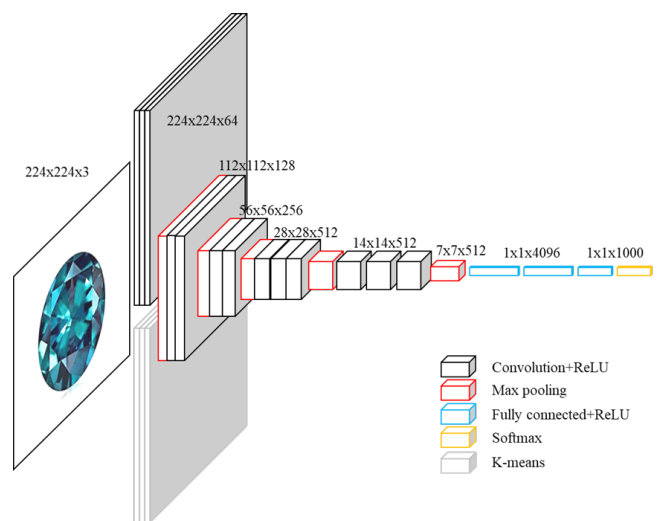 224x224x64
112x112x128
224x224x3
56x56x256
28x28x512
14x14x512
7x7x512
1x1x4096
1x1x1000
Convolution+ReLU
Max pooling
Fully connected+ReLU
Softmax
K-means